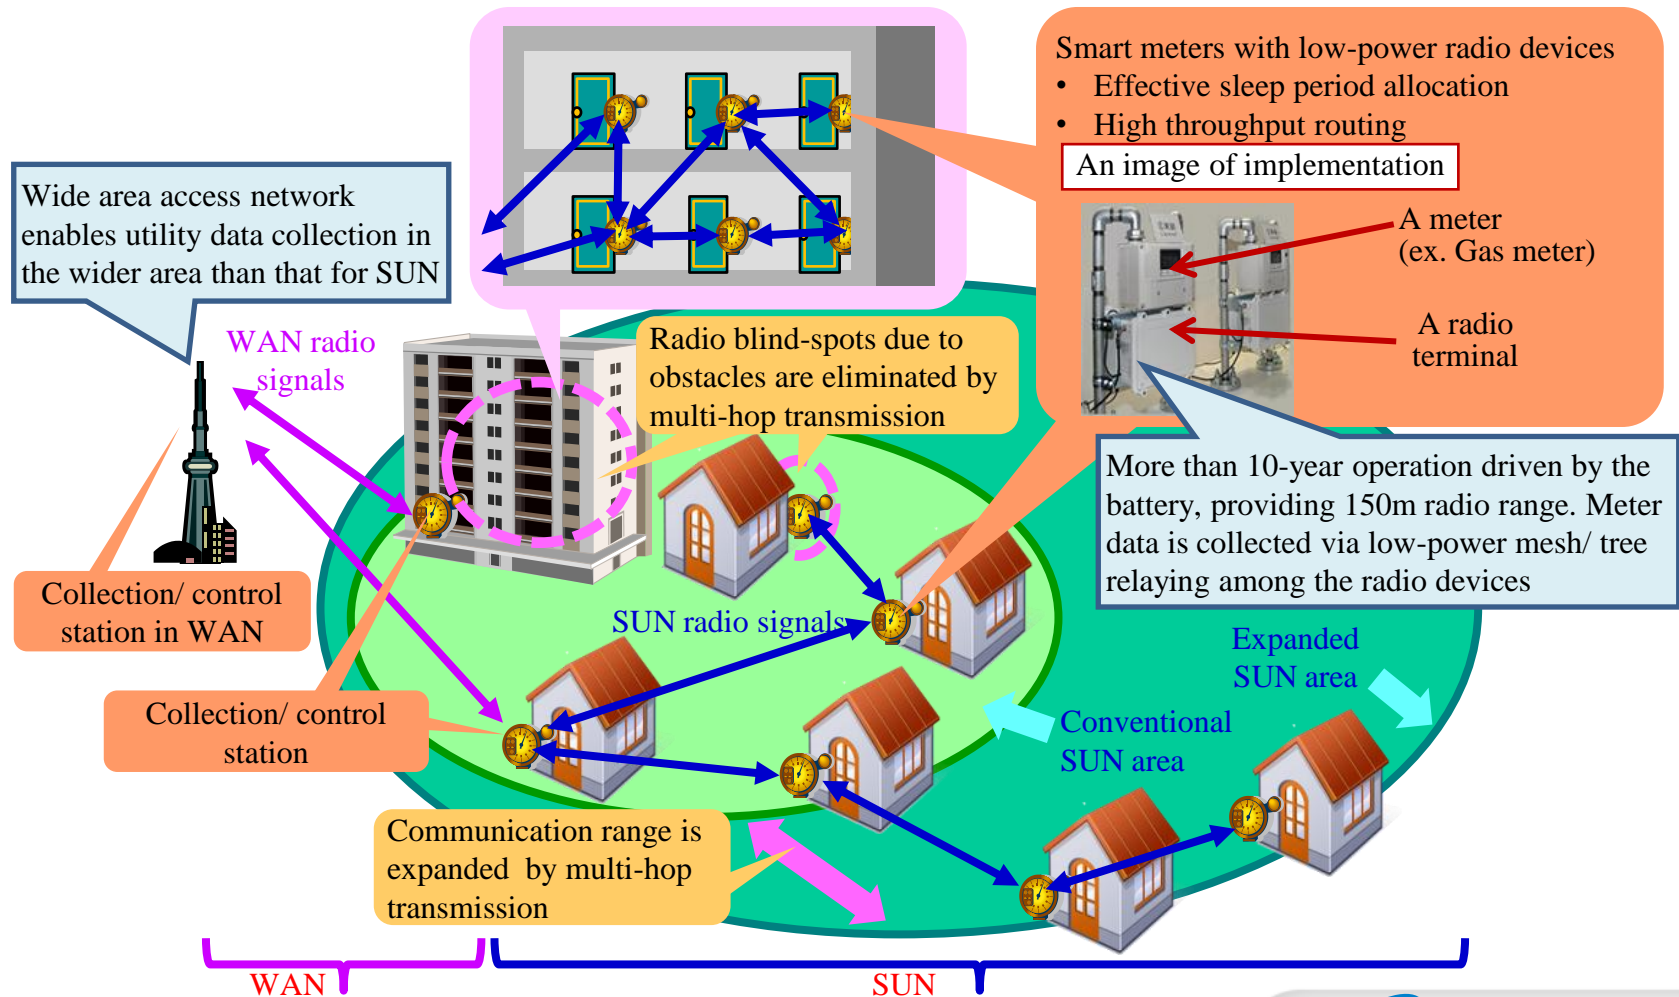 Smart meters with low-power radio devices
• Effective sleep period allocation
• High throughput routing
An image of implementation
A meter
(ex. Gas meter)
A radio
terminal
Wide area access network
enables utility data collection in
the wider area than that for SUN
WAN radio
signals
Radio blind-spots due to
obstacles are eliminated by
multi-hop transmission
More than 10-year operation driven by the
battery, providing 150m radio range. Meter
data is collected via low-power mesh/ tree
relaying among the radio devices
Collection/ control
station in WAN
SUN radio signals
Expanded
SUN area
Collection/ control
station
Conventional
SUN area
Communication range is
expanded by multi-hop
transmission
WAN
SUN